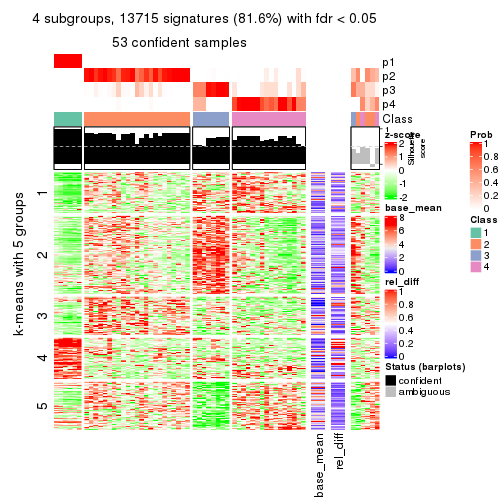 4 subgroups, 13715 signatures (81.6%) with fdr < 0.05
53 confident samples
p1
p2
p3
p4
Class
1
Silhouette
score
k-means with 5 groups
1
2
3
4
5
base_mean
rel_diff
z-score
2
1
0
-1
-2
base_mean
8
6
4
2
0
rel_diff
1
0.8
0.6
0.4
0.2
0
Status (barplots)
confident
ambiguous
Prob
1
0.8
0.6
0.4
0.2
0
Class
1
2
3
4